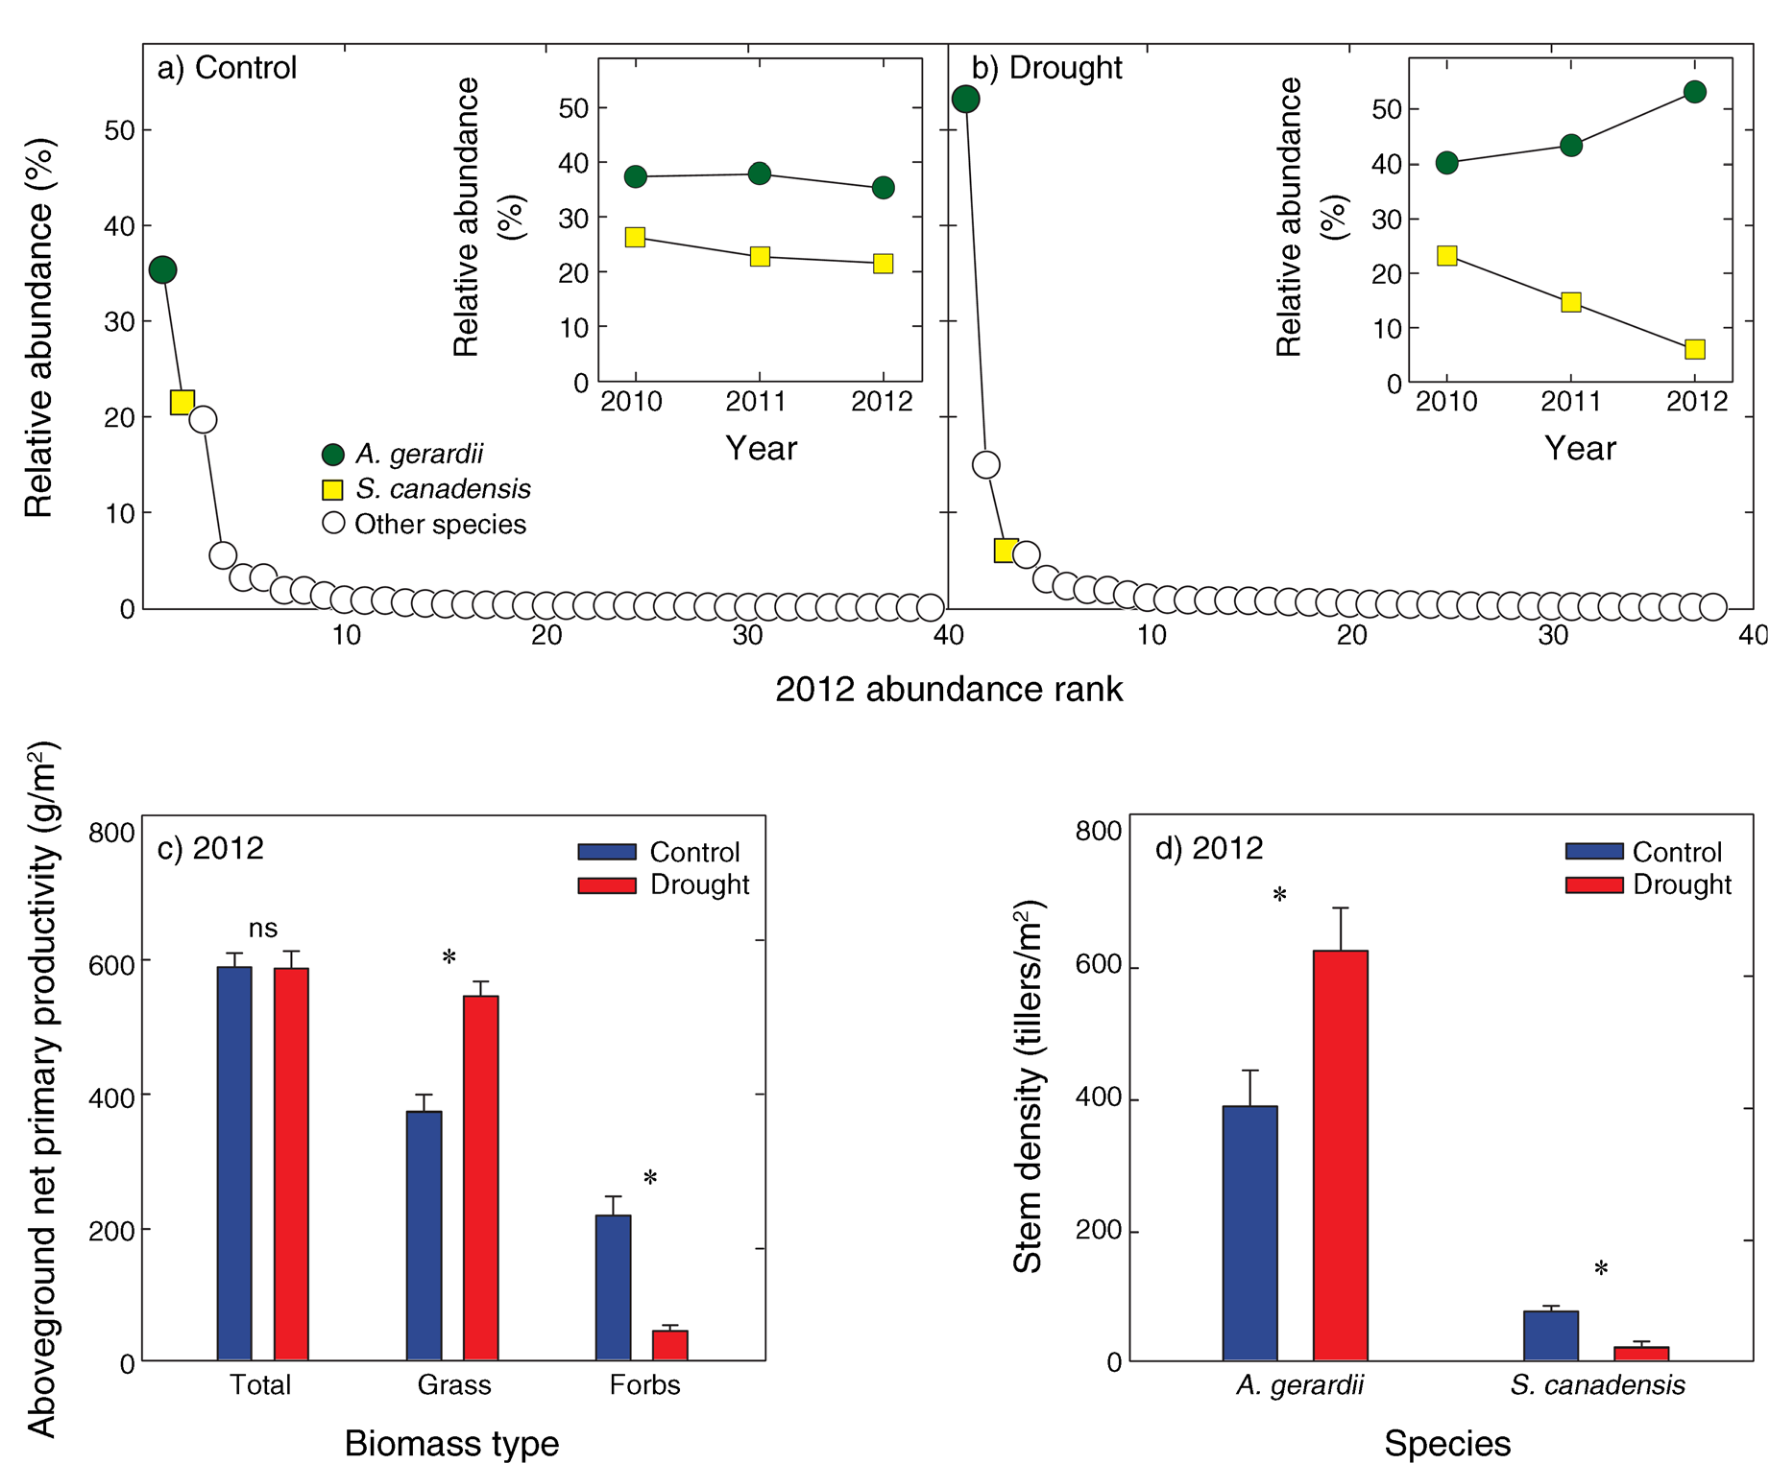 a) Control
Relative abundance (%)
50
40
30
20
10
0
Relative abundance
(%)
50
40
30
20
10
0
2010 2011 2012
Year
A. gerardii
S. canadensis
Other species
10 20 30 40
b) Drought
Relative abundance
(%)
50
40
30
20
10
0
2010 2011 2012
Year
10 20 30 40
2012 abundance rank
c) 2012
Aboveground net primary productivity (g/m²)
800
600
400
200
0
Control
Drought
ns
*
*
Total Grass Forbs
Biomass type
d) 2012
Stem density (tillers/m²)
800
600
400
200
0
Control
Drought
*
*
A. gerardii S. canadensis
Species